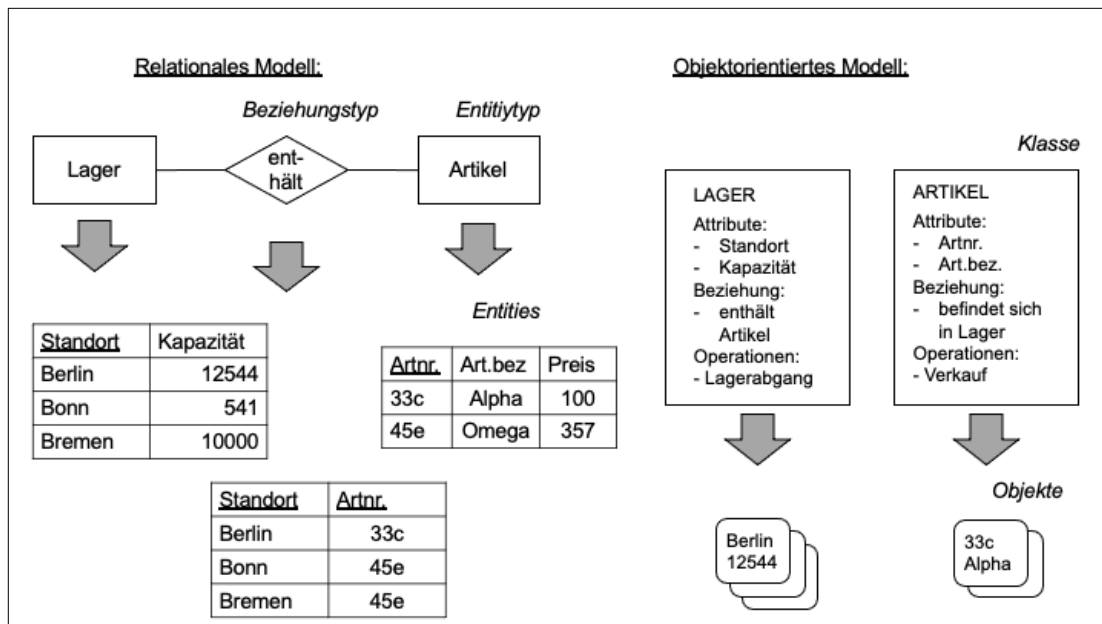 Relationales Modell:
Beziehungstyp
Entitiytyp
Lager
ent-
hält
Artikel
Entities
Standort Kapazität
Berlin 12544
Bonn 541
Bremen 10000
Artnr. Art.bez Preis
33c Alpha 100
45e Omega 357
Standort Artnr.
Berlin 33c
Bonn 45e
Bremen 45e
Objektorientiertes Modell:
Klasse
LAGER
Attribute:
- Standort
- Kapazität
Beziehung:
- enthält
Artikel
Operationen:
- Lagerabgang
ARTIKEL
Attribute:
- Artnr.
- Art.bez.
Beziehung:
- befindet sich
in Lager
Operationen:
- Verkauf
Objekte
Berlin
12544
33c
Alpha